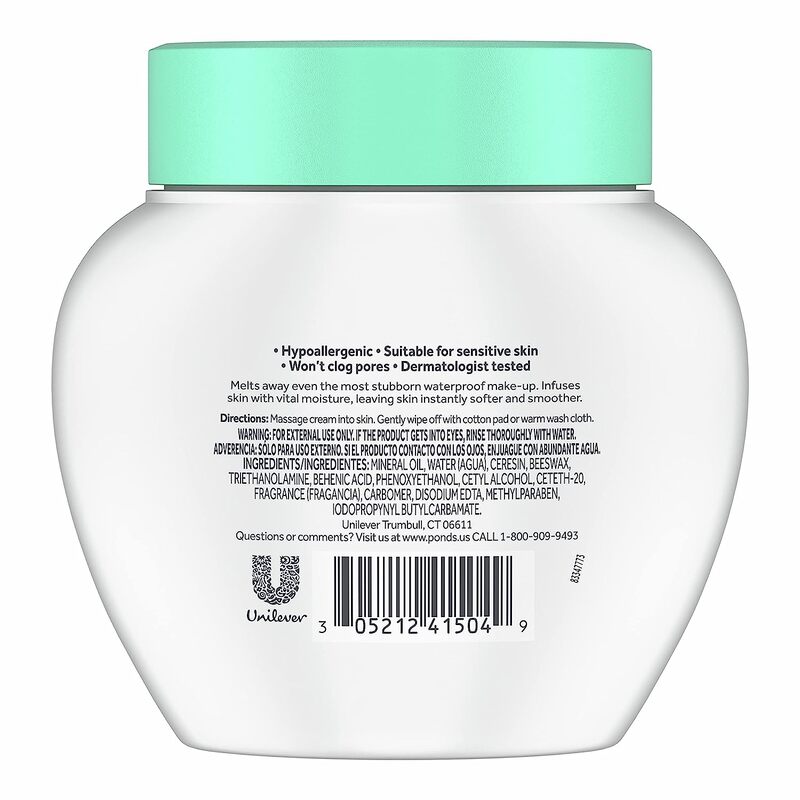 • Hypoallergenic • Suitable for sensitive skin
• Won't clog pores • Dermatologist tested
Melts away even the most stubborn waterproof make-up. Infuses
skin with vital moisture, leaving skin instantly softer and smoother.
Directions: Massage cream into skin. Gently wipe off with cotton pad or warm wash cloth.
WARNING: FOR EXTERNAL USE ONLY. IF THE PRODUCT GETS INTO EYES, RINSE THOROUGHLY WITH WATER.
ADVERENCIA: SOLO PARA USO EXTERNO. SI EL PRODUCTO CONTACTO CON LOS OJOS, ENJUAGUE CON ABUNDANTE AGUA.
INGREDIENTS/INGREDIENTES: MINERAL OIL, WATER (AGUA), CERESIN, BEESWAX,
TRIETHANOLAMINE, BEHENIC ACID, PHENOXYETHANOL, CETYL ALCOHOL, CETETH-20,
FRAGRANCE (FRAGANCIA), CARBOMER, DISODIUM EDTA, METHYLPARABEN,
IODOPROPYNYL BUTYLCARBAMATE.
Unilever Trumbull, CT 06611
Questions or comments? Visit us at www.ponds.us CALL 1-800-909-9493
83347773
Unilever
3 05212 41504 9